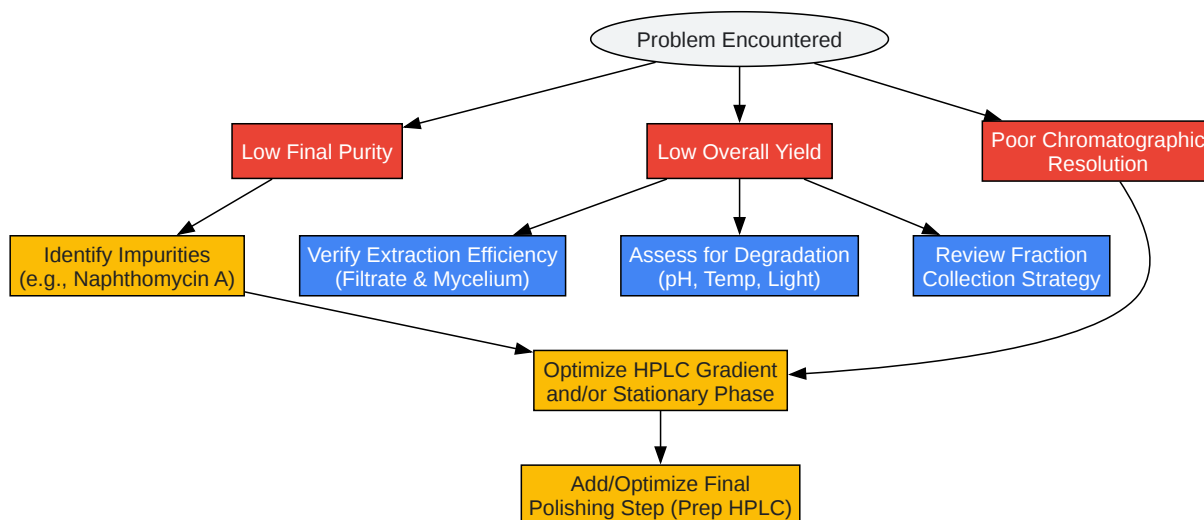 Problem Encountered
Low Final Purity
Low Overall Yield
Poor Chromatographic
Resolution
Identify Impurities
(e.g., Naphthomycin A)
Verify Extraction Efficiency
(Filtrate & Mycelium)
Assess for Degradation
(pH, Temp, Light)
Review Fraction
Collection Strategy
Optimize HPLC Gradient
and/or Stationary Phase
Add/Optimize Final
Polishing Step (Prep HPLC)